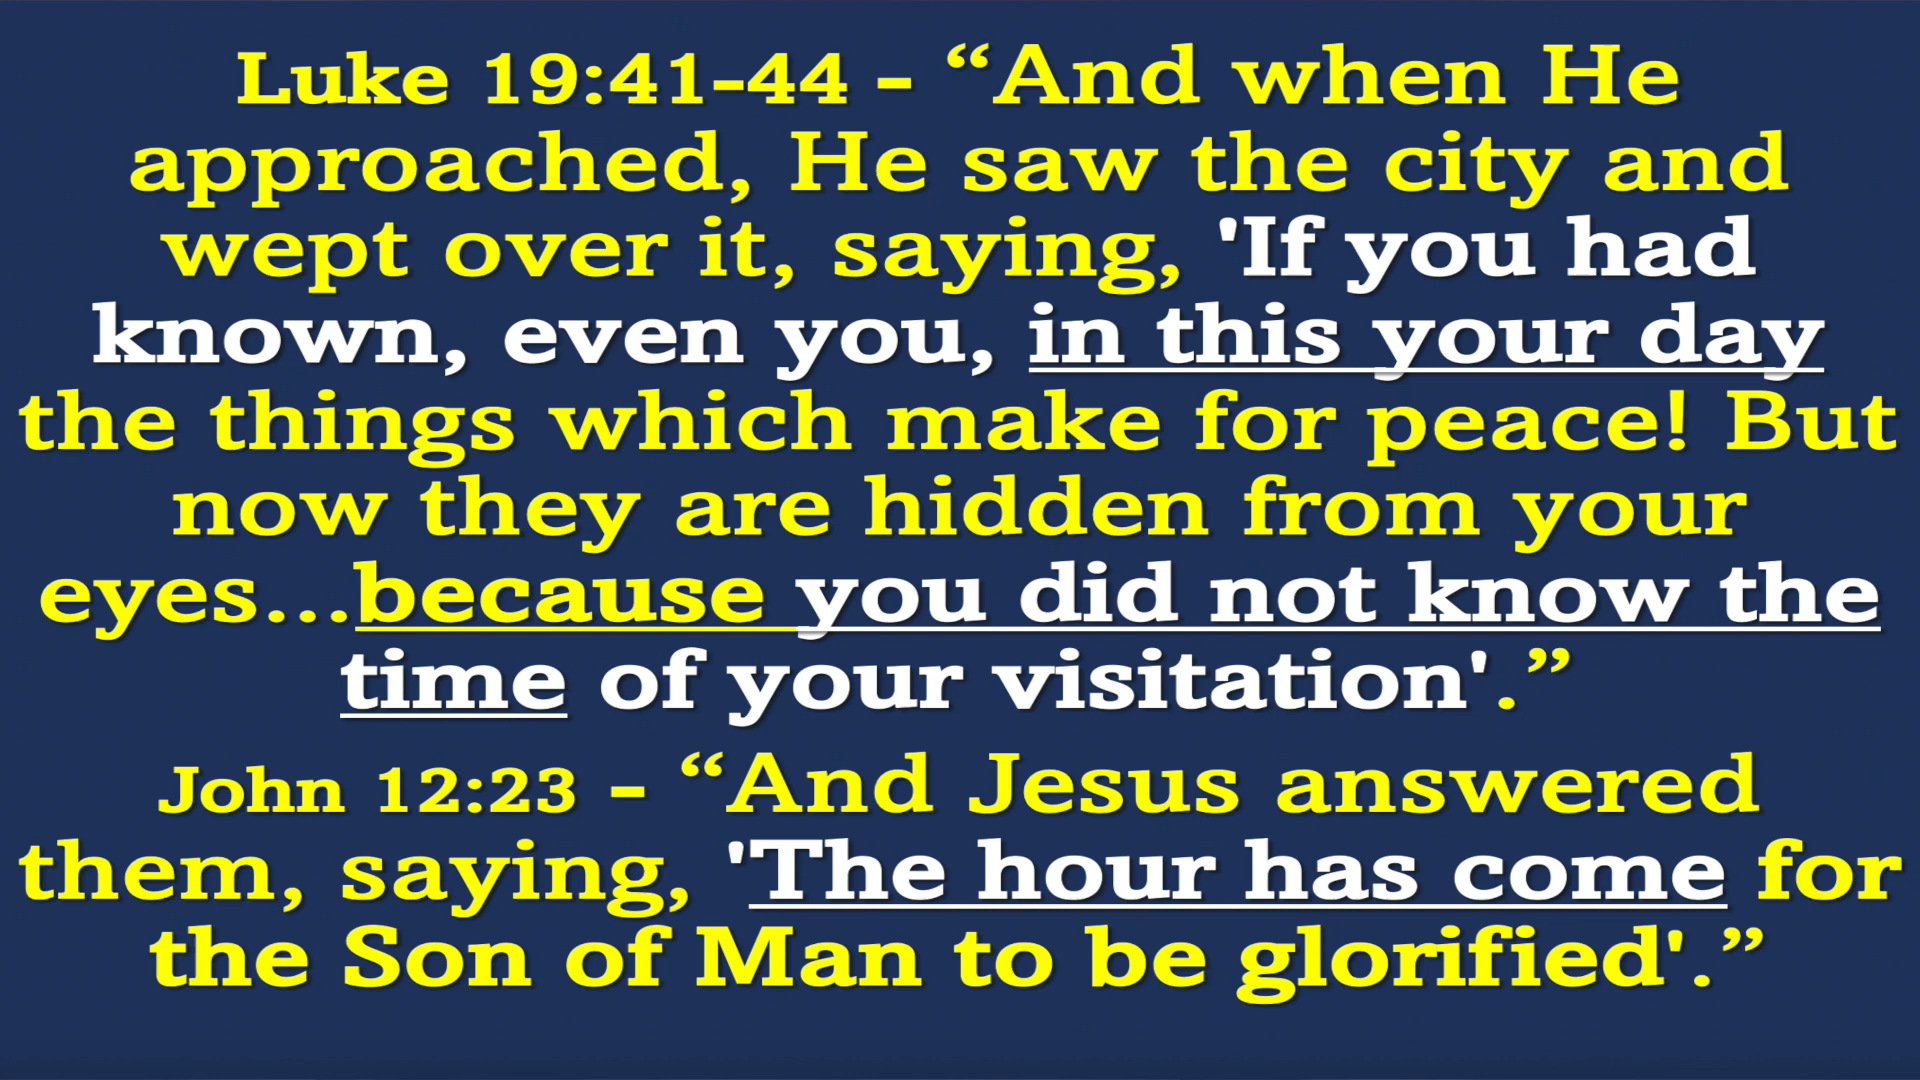 Luke 19:41-44 – “And when He
approached, He saw the city and
wept over it, saying, 'If you had
known, even you, in this your day
the things which make for peace! But
now they are hidden from your
eyes…because you did not know the
time of your visitation'.”
John 12:23 – “And Jesus answered
them, saying, 'The hour has come for
the Son of Man to be glorified'.”